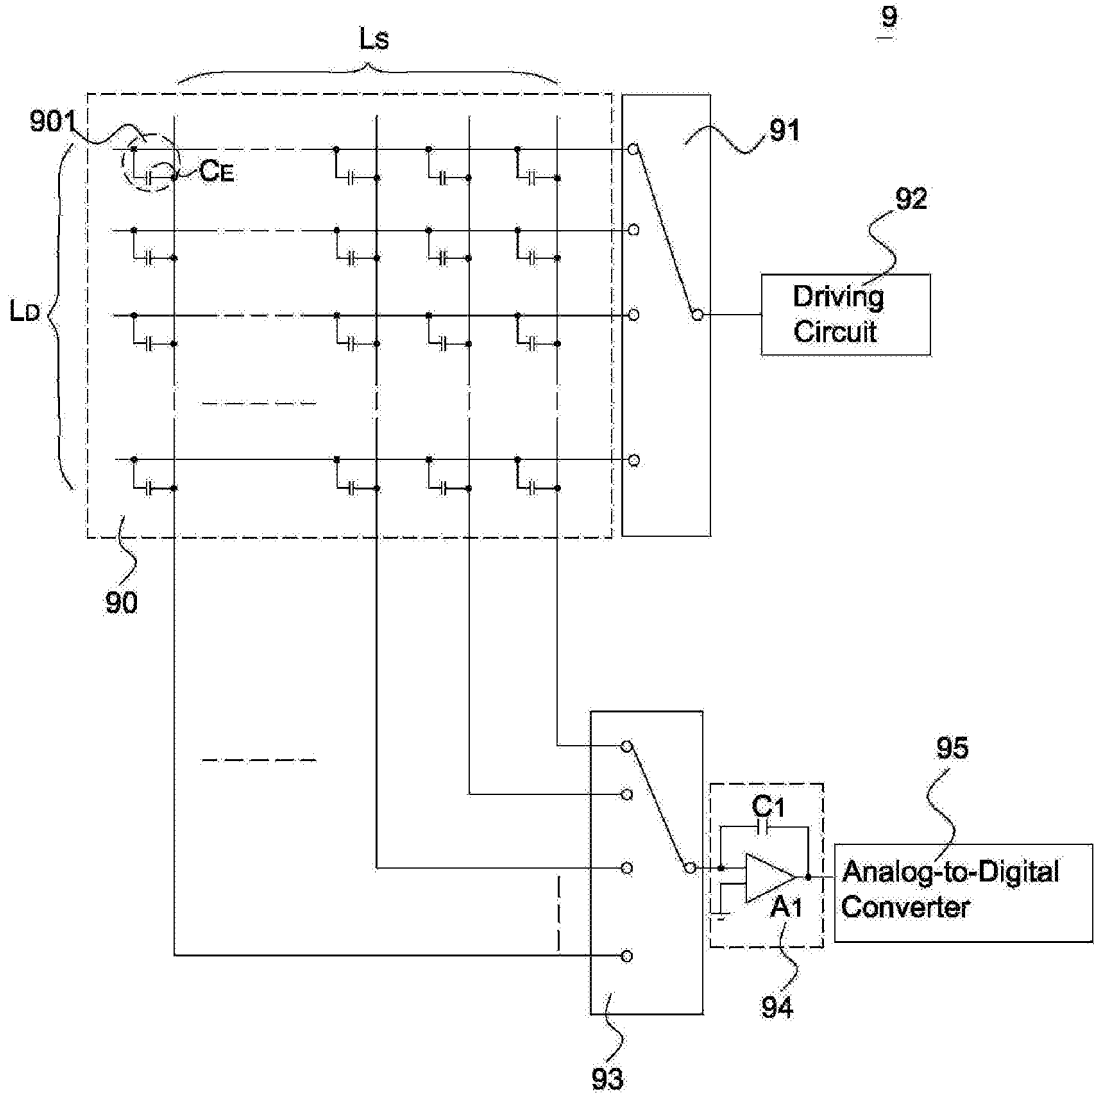 9
Ls
901
CE
91
92
LD
Driving
Circuit
90
95
C1
Analog-to-Digital
Converter
A1
94
93